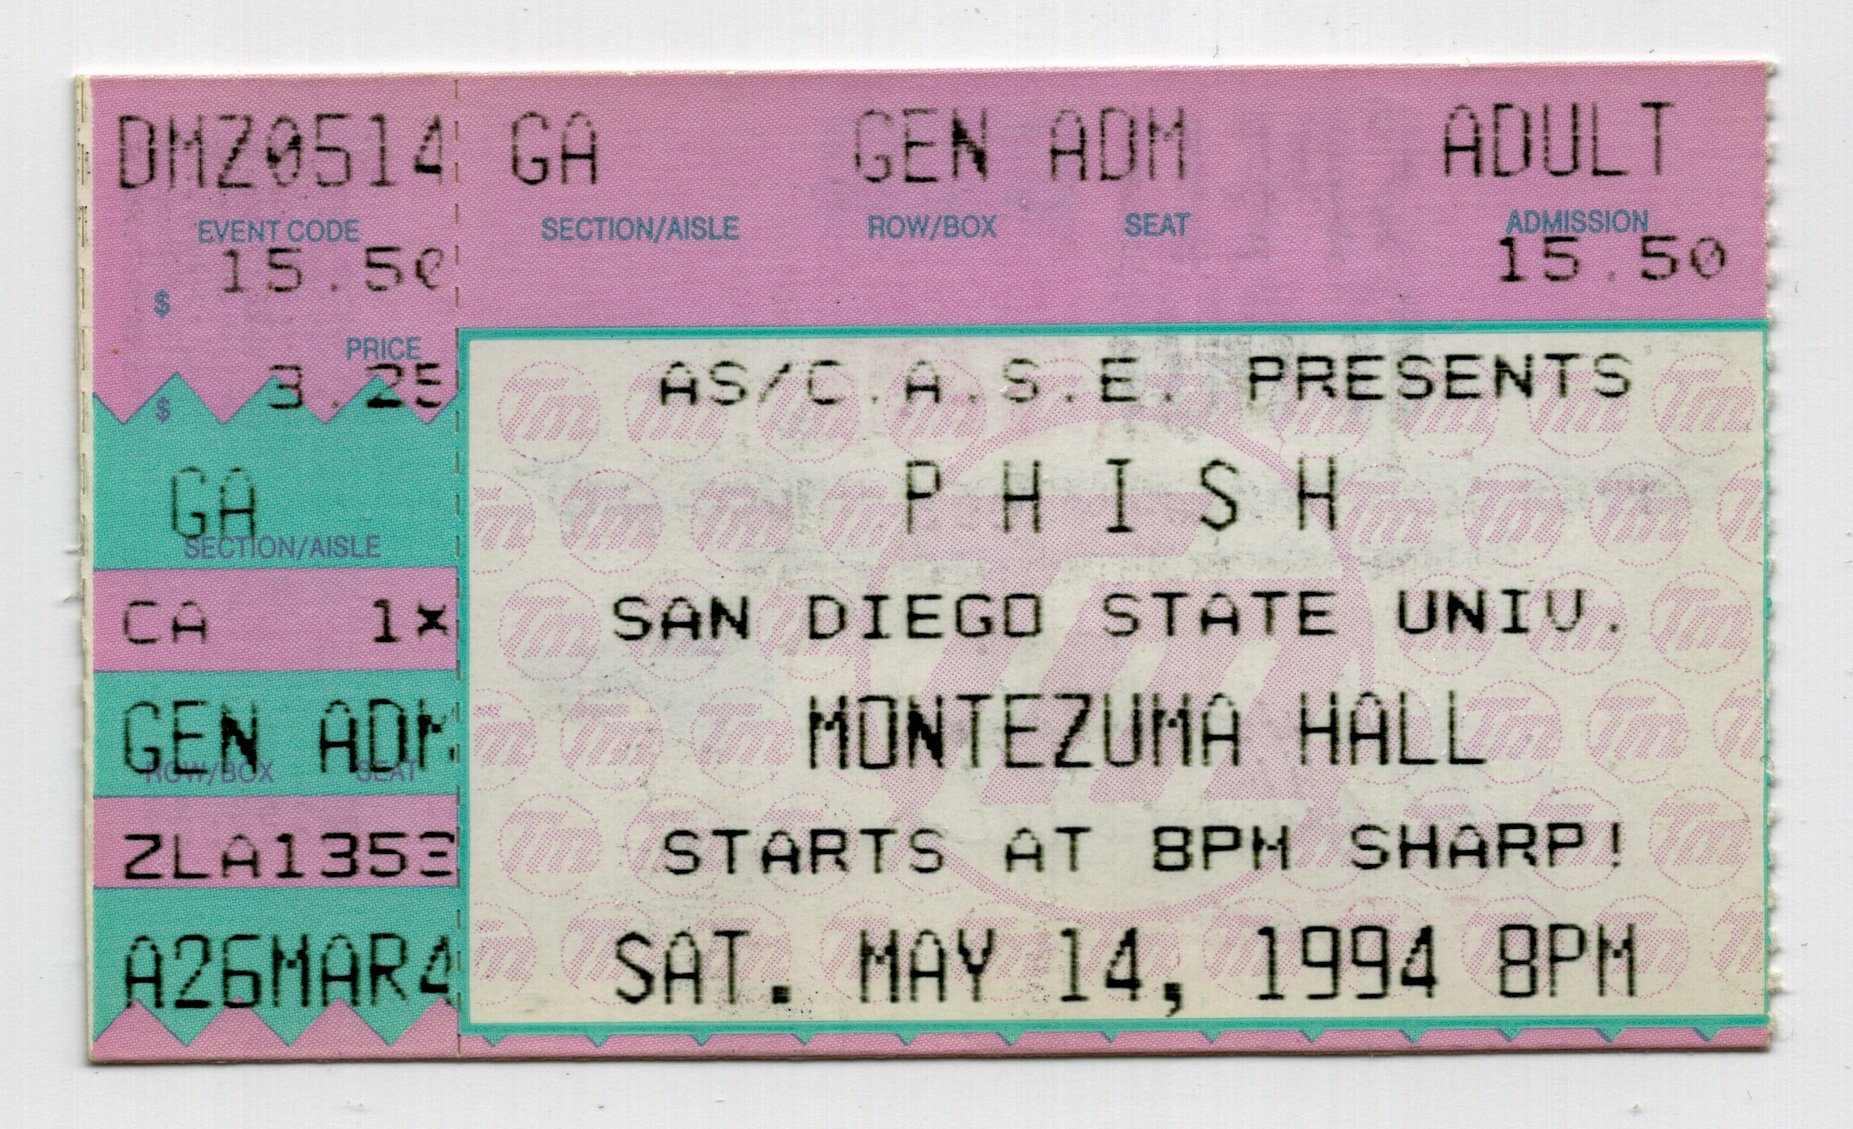 DMZ0514 GA GEN ADM ADULT
EVENT CODE SECTION/AISLE ROW/BOX SEAT ADMISSION
$ 15.50 15.50
PRICE
$ 3.25
GA
SECTION/AISLE
CA 1×
GEN ADM
ROW/BOX SEAT
ZLA1353
A26MAR4
AS/C.A.S.E. PRESENTS
PHISH
SAN DIEGO STATE UNIV.
MONTEZUMA HALL
STARTS AT 8PM SHARP!
SAT. MAY 14, 1994 8PM